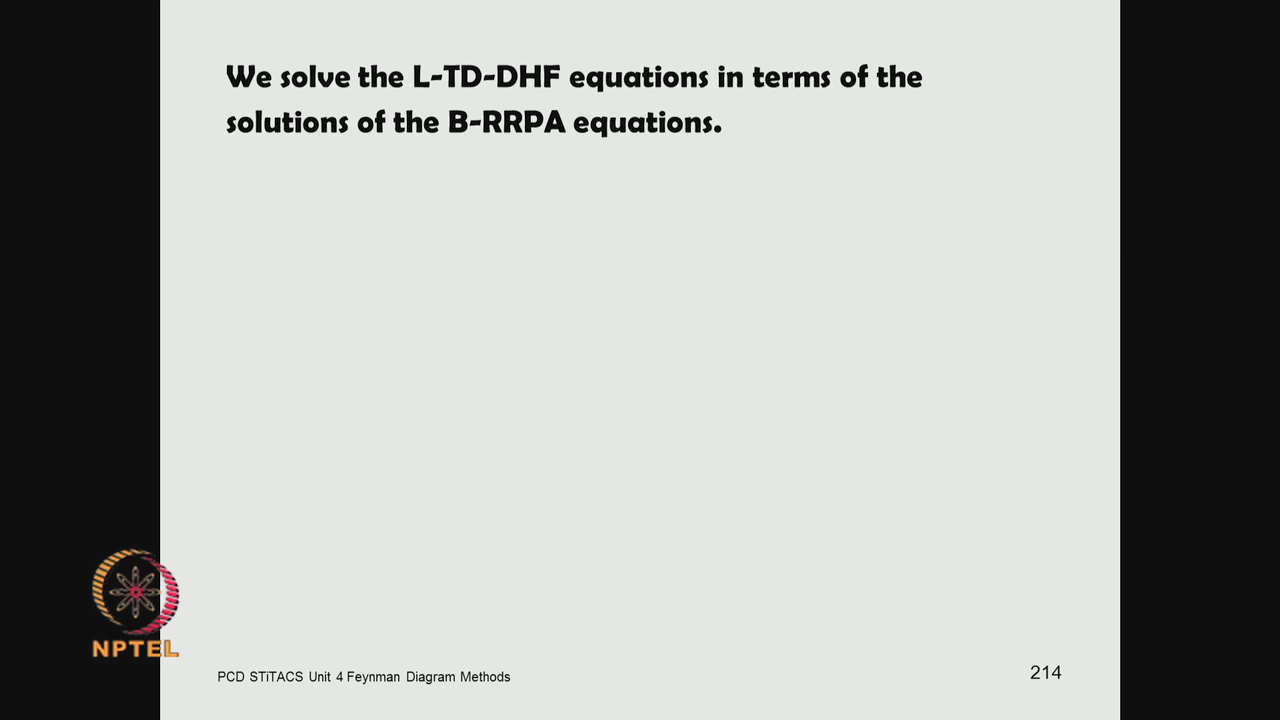 We solve the L-TD-DHF equations in terms of the
solutions of the B-RRPA equations.
NPTEL
PCD STiTACS Unit 4 Feynman Diagram Methods
214